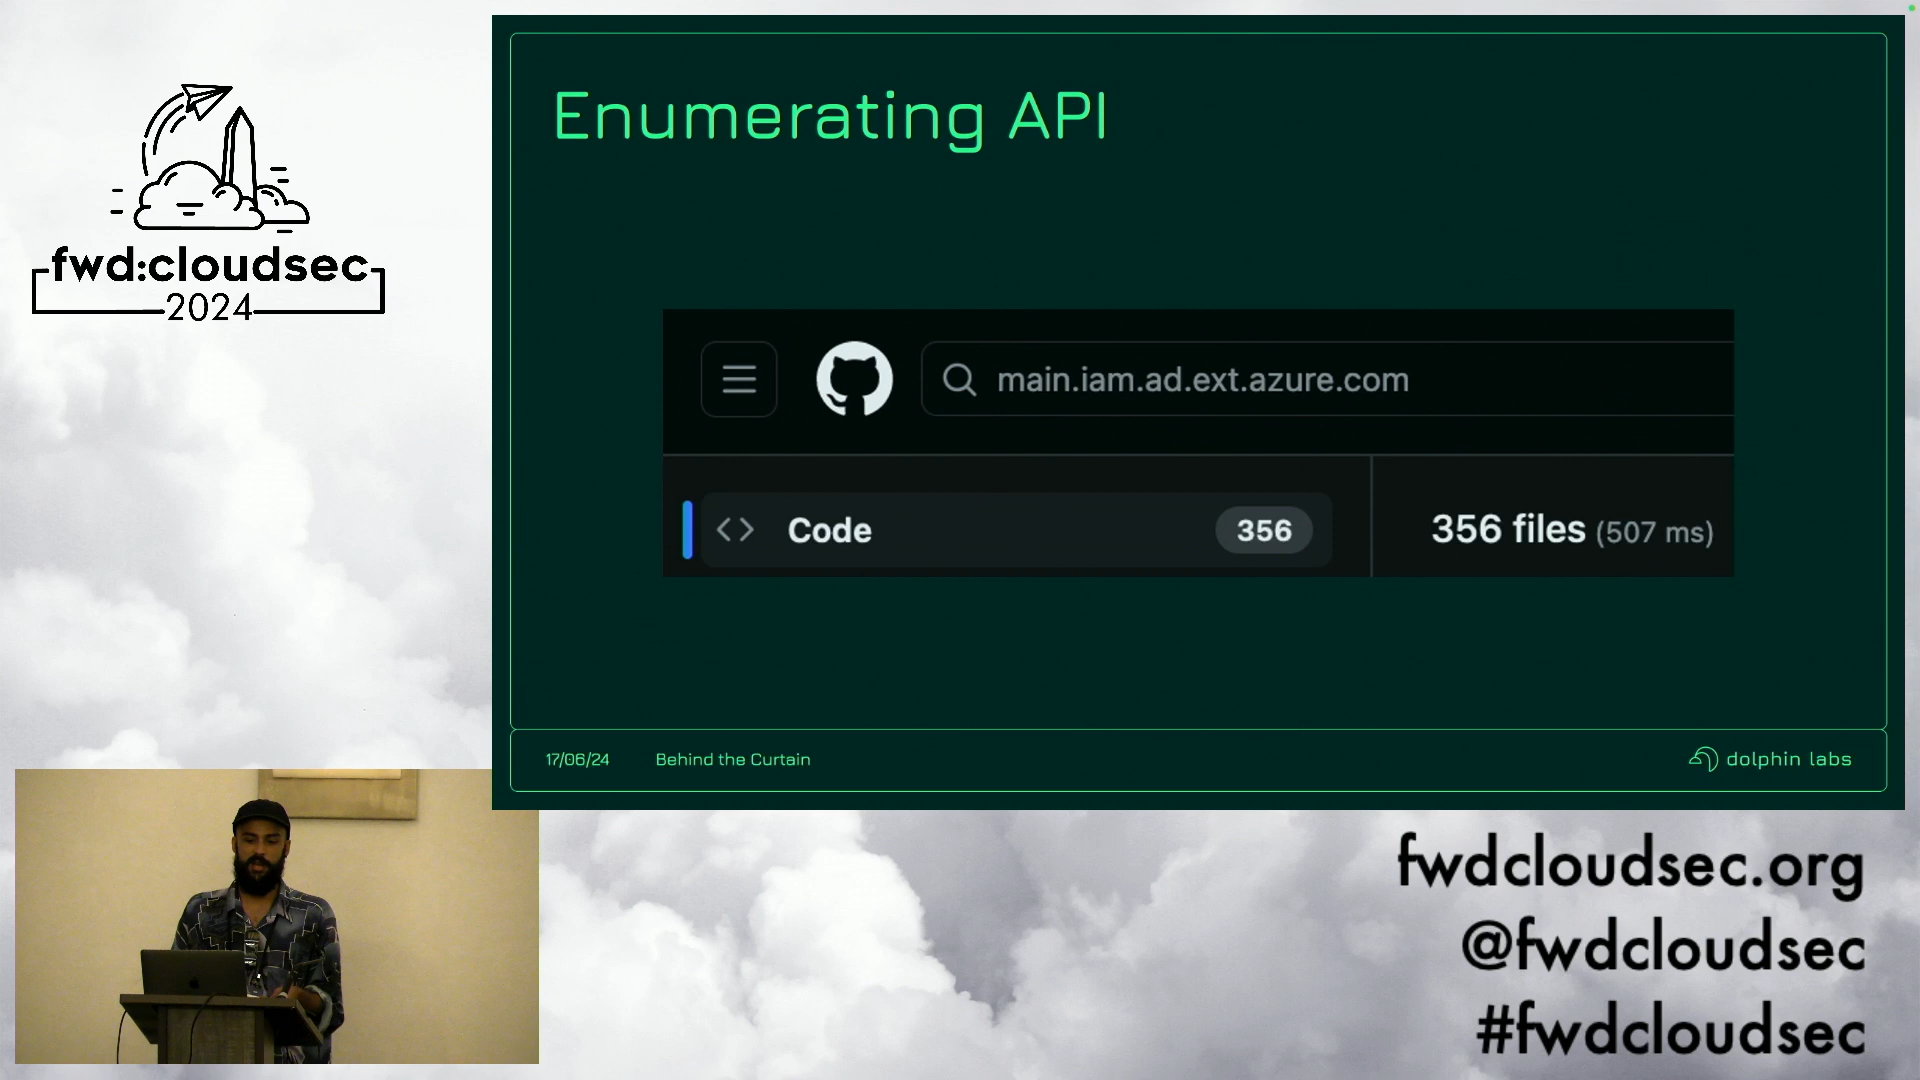 fwd:cloudsec
2024
Enumerating API
main.iam.ad.ext.azure.com
Code
356
356 files (507 ms)
17/06/24
Behind the Curtain
dolphin labs
fwdcloudsec.org
@fwdcloudsec
#fwdcloudsec